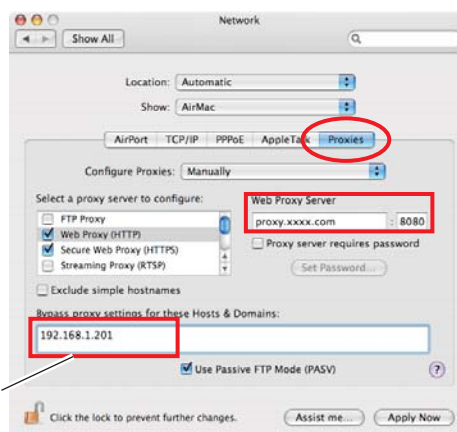 Network
Show All
Location: Automatic
Show: AirMac
AirPort TCP/IP PPPoE AppleTalk Proxies
Configure Proxies: Manually
Select a proxy server to configure:
FTP Proxy
Web Proxy (HTTP)
Secure Web Proxy (HTTPS)
Streaming Proxy (RTSP)
Web Proxy Server
proxy.xxxx.com : 8080
Proxy server requires password
Set Password...
Exclude simple hostnames
Bypass proxy settings for these Hosts & Domains:
192.168.1.201
Use Passive FTP Mode (PASV)
?
Click the lock to prevent further changes.
Assist me...
Apply Now